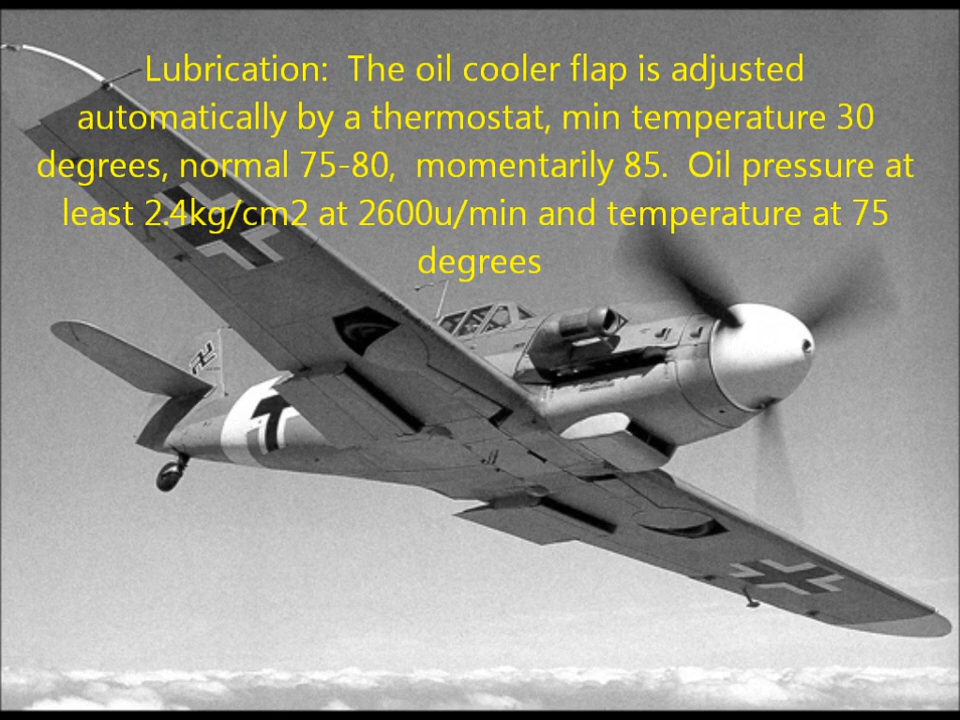 Lubrication:  The oil cooler flap is adjusted
automatically by a thermostat, min temperature 30
degrees, normal 75-80,  momentarily 85.  Oil pressure at
least 2.4kg/cm2 at 2600u/min and temperature at 75
degrees